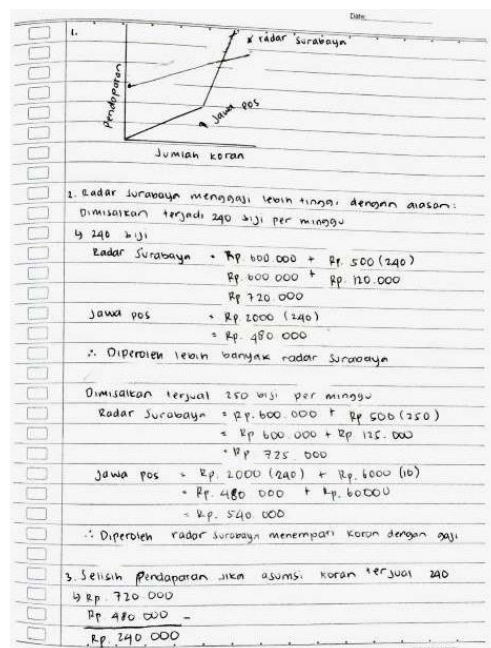 Date:
1.
radar Surabaya
Pendapatan
Jawa pos
Jumlah koran
2. Radar Surabaya menggaji lebih tinggi dengan alasan:
Dimisalkan terjadi 240 biji per minggu
↳ 240 biji
Radar Surabaya = Rp. 600.000 + Rp. 500 (240)
Rp. 600.000 + Rp. 120.000
Rp 720.000
Jawa pos = Rp. 2000 (240)
= Rp. 480 000
∴ Diperoleh lebih banyak radar Surabaya
Dimisalkan terjual 250 biji per minggu
Radar Surabaya = Rp. 600.000 + Rp 500 (250)
= Rp 600.000 + Rp. 125.000
= Rp 725.000
Jawa pos = Rp. 2000 (240) + Rp. 6000 (10)
= Rp. 480 000 + Rp. 60000
= Rp. 540 000
∴ Diperoleh radar Surabaya menempati koran dengan gaji
3. Selisih pendapatan jika asumsi koran terjual 240
↳ Rp. 720 000
Rp. 480 000 –
Rp. 240 000